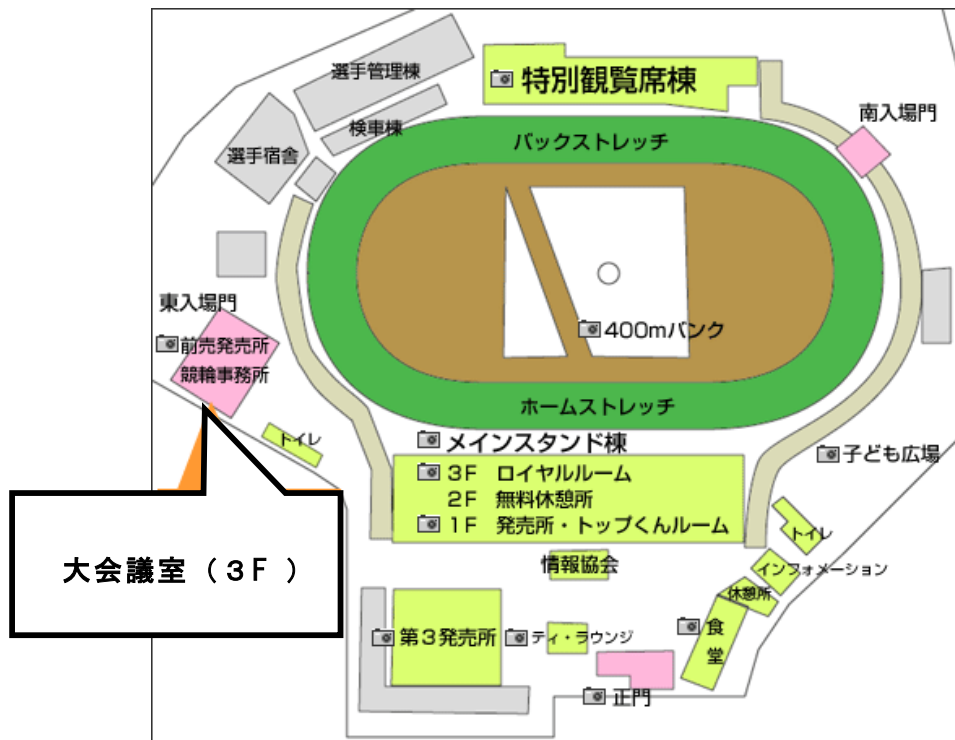 選手管理棟
特別観覧席棟
検車棟
南入場門
バックストレッチ
選手宿舎
東入場門
400mバンク
前売発売所
競輪事務所
ホームストレッチ
トイレ
メインスタンド棟
子ども広場
3F ロイヤルルーム
2F 無料休憩所
1F 発売所・トップくんルーム
トイレ
大会議室（3F ）
情報協会
インフォメーション
休憩所
第3発売所
ティ・ラウンジ
食堂
正門